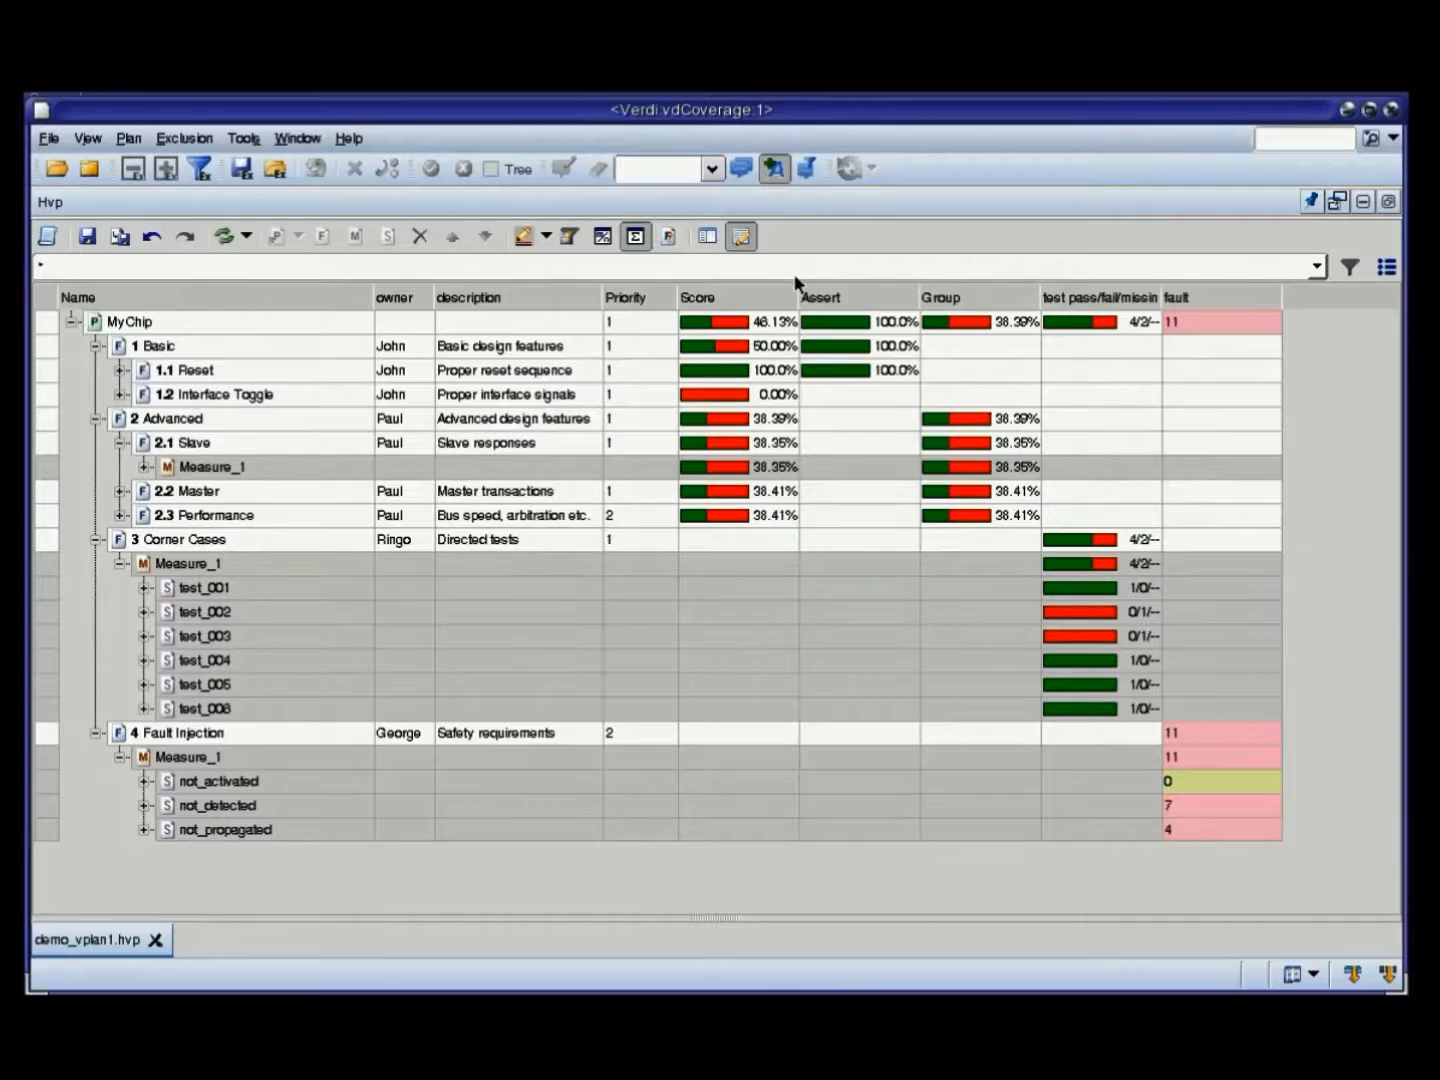 <Verdi:vdCoverage:1>
File View Plan Exclusion Tools Window Help
Tree
Hvp
*
Name owner description Priority Score Assert Group test pass/fail/missin fault
MyChip 1 46.13% 100.0% 38.39% 4/2/-- 11
1 Basic John Basic design features 1 50.00% 100.0%
1.1 Reset John Proper reset sequence 1 100.0% 100.0%
1.2 Interface Toggle John Proper interface signals 1 0.00%
2 Advanced Paul Advanced design features 1 38.39% 38.39%
2.1 Slave Paul Slave responses 1 38.35% 38.35%
Measure_1 38.35% 38.35%
2.2 Master Paul Master transactions 1 38.41% 38.41%
2.3 Performance Paul Bus speed, arbitration etc. 2 38.41% 38.41%
3 Corner Cases Ringo Directed tests 1 4/2/--
Measure_1 4/2/--
test_001 1/0/--
test_002 0/1/--
test_003 0/1/--
test_004 1/0/--
test_005 1/0/--
test_006 1/0/--
4 Fault Injection George Safety requirements 2 11
Measure_1 11
not_activated 0
not_detected 7
not_propagated 4
demo_vplan1.hvp